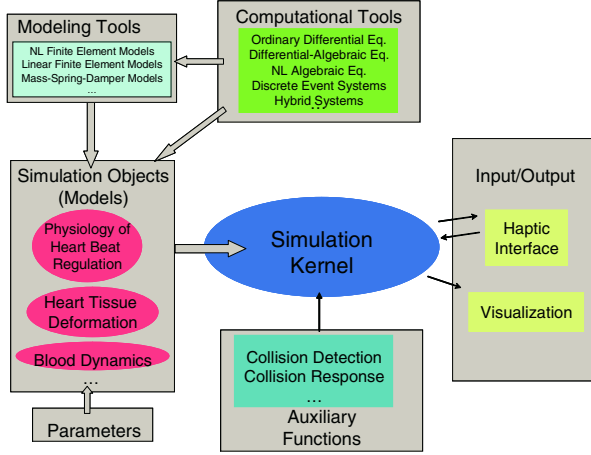 Modeling Tools
NL Finite Element Models
Linear Finite Element Models
Mass-Spring-Damper Models
...
Computational Tools
Ordinary Differential Eq.
Differential-Algebraic Eq.
NL Algebraic Eq.
Discrete Event Systems
Hybrid Systems
...
Simulation Objects
(Models)
Physiology of
Heart Beat
Regulation
Heart Tissue
Deformation
Blood Dynamics
...
Parameters
Simulation
Kernel
Collision Detection
Collision Response
...
Auxiliary
Functions
Input/Output
Haptic
Interface
Visualization